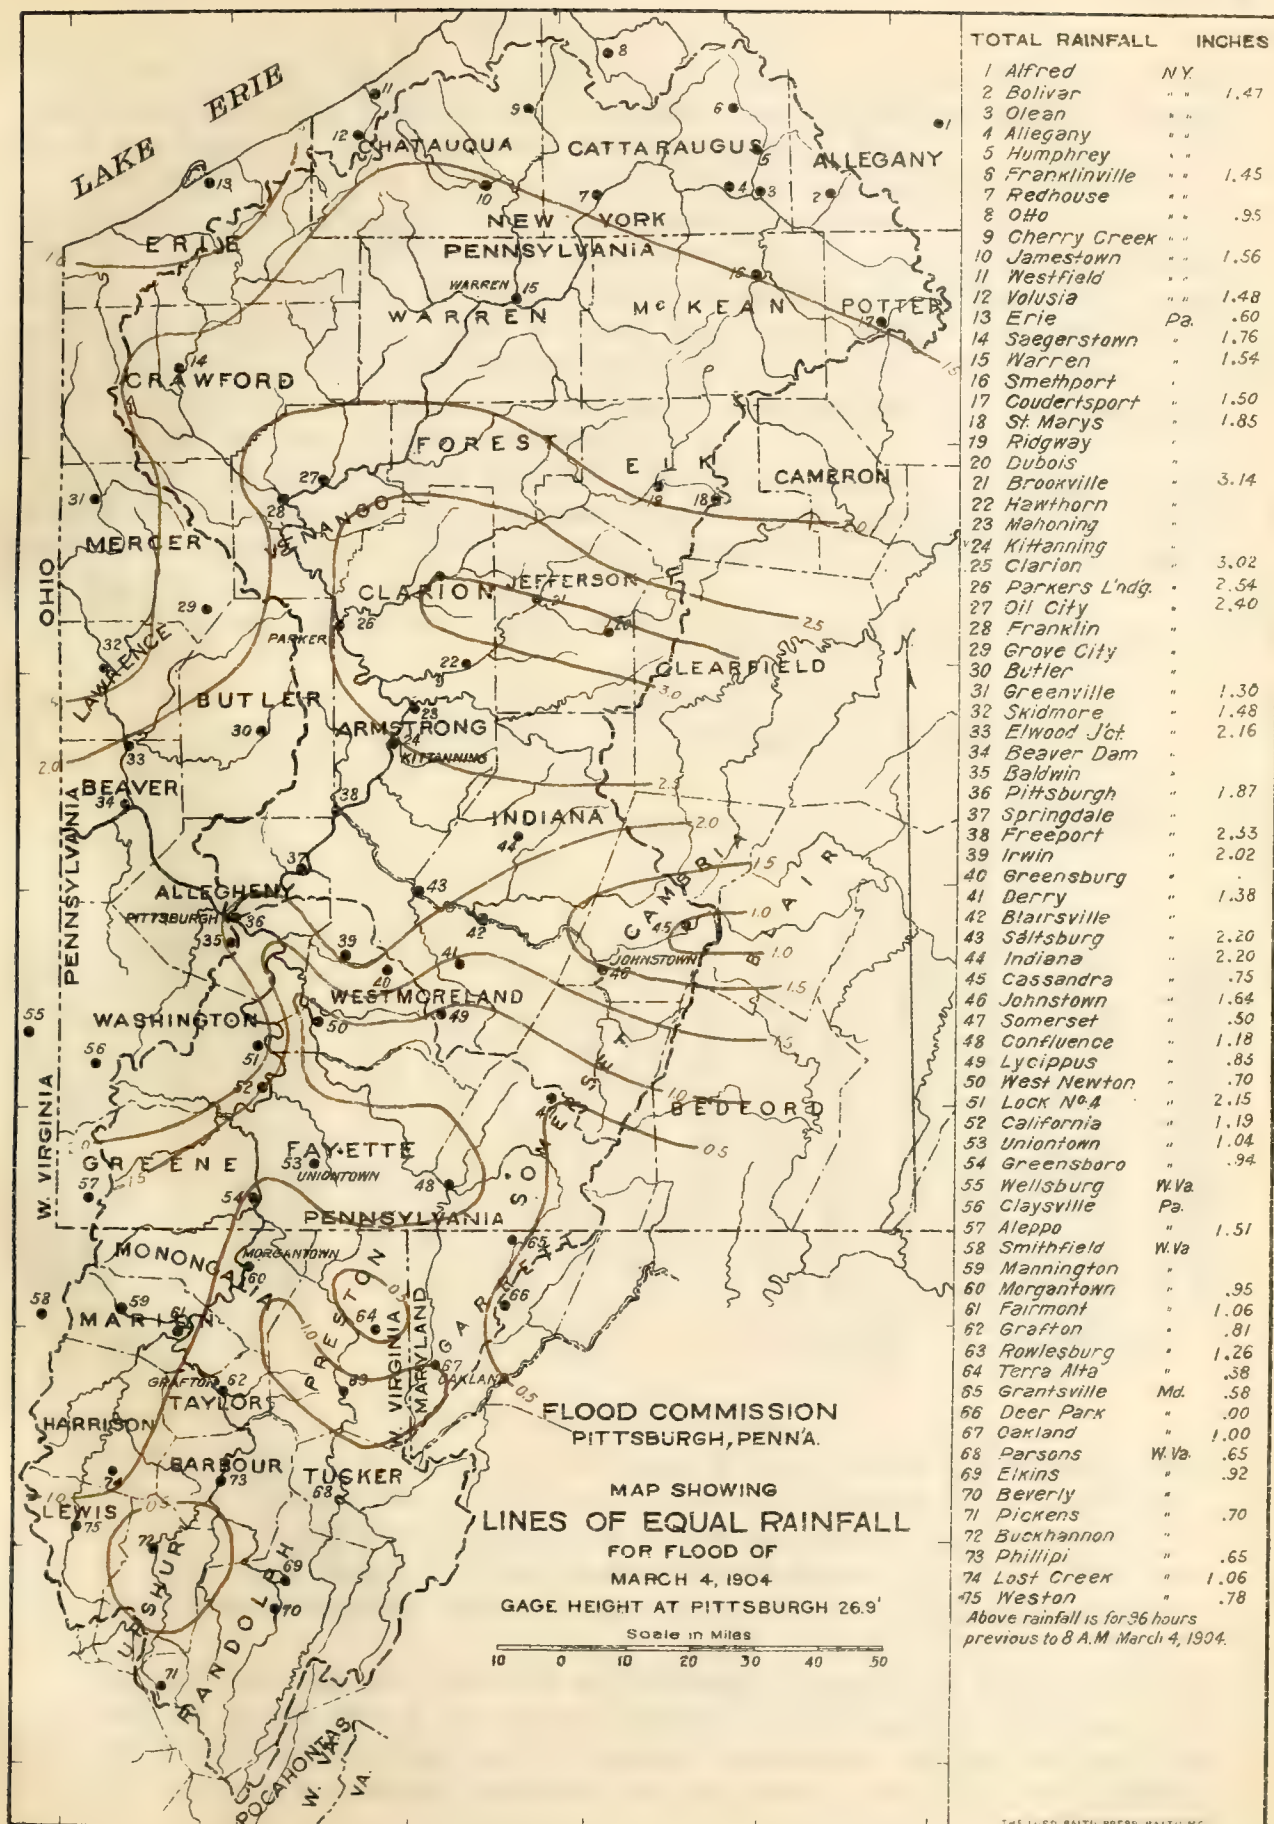 LAKE ERIE
CHATAUQUA
CATTARAUGUS
ALLEGANY
ERIE
NEW YORK
PENNSYLVANIA
WARREN
WARREN
McKEAN
POTTER
CRAWFORD
FOREST
ELK
CAMERON
VENANGO
MERCER
OHIO
PENNSYLVANIA
CLARION
JEFFERSON
PARKER
LAWRENCE
CLEARFIELD
BUTLER
ARMSTRONG
KITTANNING
BEAVER
INDIANA
CAMBRIA
BLAIR
ALLEGHENY
PITTSBURGH
JOHNSTOWN
WESTMORELAND
WASHINGTON
W. VIRGINIA
SOMERSET
BEDFORD
FAYETTE
UNIONTOWN
GREENE
PENNSYLVANIA
MONONGALIA
MORGANTOWN
MARION
PRESTON
W. VIRGINIA
MARYLAND
GARRETT
OAKLAND
GRAFTON
TAYLOR
HARRISON
BARBOUR
TUCKER
LEWIS
UPSHUR
RANDOLPH
POCAHONTAS
W. VA.
VA.
FLOOD COMMISSION
PITTSBURGH, PENN'A.
MAP SHOWING
LINES OF EQUAL RAINFALL
FOR FLOOD OF
MARCH 4, 1904
GAGE HEIGHT AT PITTSBURGH 26.9'
Scale in Miles
10 0 10 20 30 40 50
TOTAL RAINFALL INCHES
1 Alfred N.Y.
2 Bolivar " " 1.47
3 Olean " "
4 Allegany " "
5 Humphrey " "
6 Franklinville " " 1.45
7 Redhouse " "
8 Otto " " .95
9 Cherry Creek " "
10 Jamestown " " 1.56
11 Westfield " "
12 Volusia " " 1.48
13 Erie Pa. .60
14 Saegerstown " 1.76
15 Warren " 1.54
16 Smethport "
17 Coudertsport " 1.50
18 St. Marys " 1.85
19 Ridgway "
20 Dubois "
21 Brookville " 3.14
22 Hawthorn "
23 Mahoning "
24 Kittanning "
25 Clarion " 3.02
26 Parkers L'nd'g. " 2.54
27 Oil City " 2.40
28 Franklin "
29 Grove City "
30 Butler "
31 Greenville " 1.30
32 Skidmore " 1.48
33 Elwood J'ct. " 2.16
34 Beaver Dam "
35 Baldwin "
36 Pittsburgh " 1.87
37 Springdale "
38 Freeport " 2.53
39 Irwin " 2.02
40 Greensburg "
41 Derry " 1.38
42 Blairsville "
43 Saltsburg " 2.20
44 Indiana " 2.20
45 Cassandra " .75
46 Johnstown " 1.64
47 Somerset " .50
48 Confluence " 1.18
49 Lycippus " .85
50 West Newton " .70
51 Lock No. 4 " 2.15
52 California " 1.19
53 Uniontown " 1.04
54 Greensboro " .94
55 Wellsburg W.Va.
56 Claysville Pa.
57 Aleppo " 1.51
58 Smithfield W.Va
59 Mannington "
60 Morgantown " .95
61 Fairmont " 1.06
62 Grafton " .81
63 Rowlesburg " 1.26
64 Terra Alta " .38
65 Grantsville Md. .58
66 Deer Park " .00
67 Oakland " 1.00
68 Parsons W.Va. .65
69 Elkins " .92
70 Beverly "
71 Pickens " .70
72 Buckhannon "
73 Phillipi " .65
74 Lost Creek " 1.06
75 Weston " .78
Above rainfall is for 96 hours
previous to 8 A.M March 4, 1904.